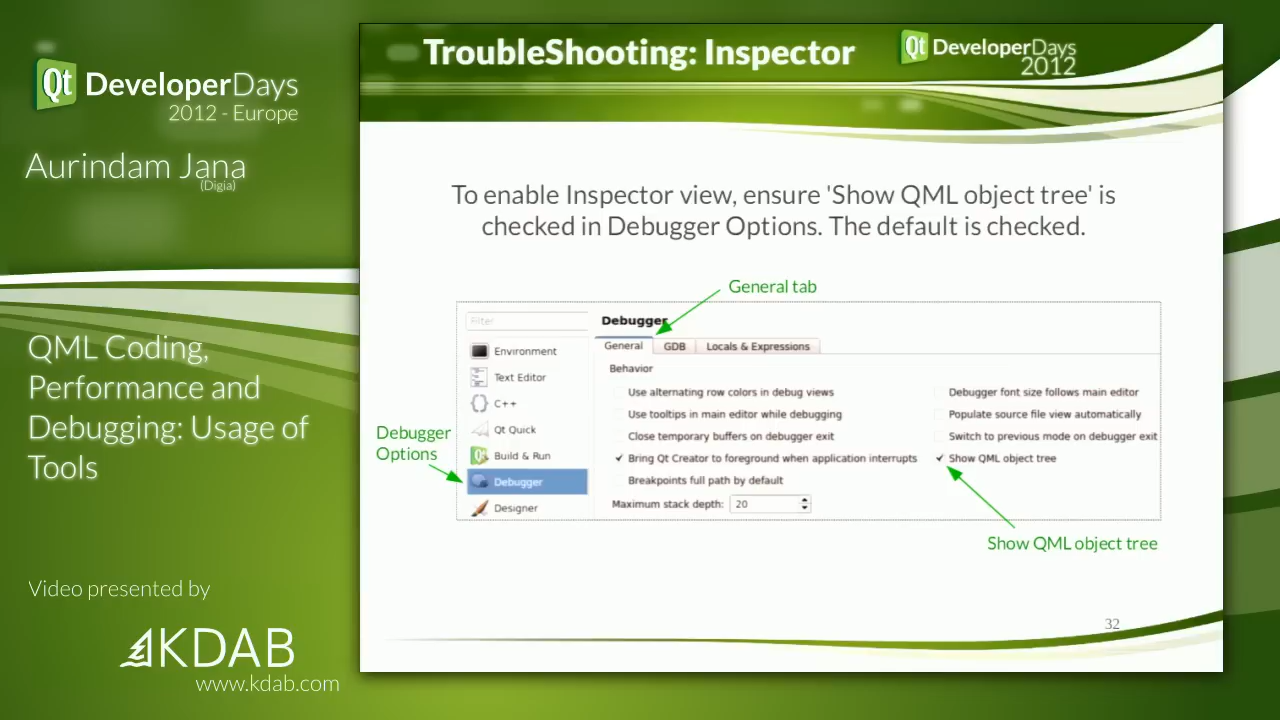 Qt DeveloperDays
2012 - Europe
Aurindam Jana
(Digia)
QML Coding,
Performance and
Debugging: Usage of
Tools
Video presented by
KDAB
www.kdab.com
TroubleShooting: Inspector
Qt DeveloperDays
2012
To enable Inspector view, ensure 'Show QML object tree' is
checked in Debugger Options. The default is checked.
General tab
Debugger
Options
Filter
Environment
Text Editor
{} C++
Qt Quick
Build & Run
Debugger
Designer
Debugger
General GDB Locals & Expressions
Behavior
Use alternating row colors in debug views
Use tooltips in main editor while debugging
Close temporary buffers on debugger exit
Bring Qt Creator to foreground when application interrupts
Breakpoints full path by default
Maximum stack depth: 20
Debugger font size follows main editor
Populate source file view automatically
Switch to previous mode on debugger exit
Show QML object tree
Show QML object tree
32